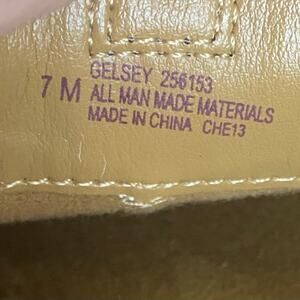 GELSEY 256153
7 M ALL MAN MADE MATERIALS
MADE IN CHINA CHE13